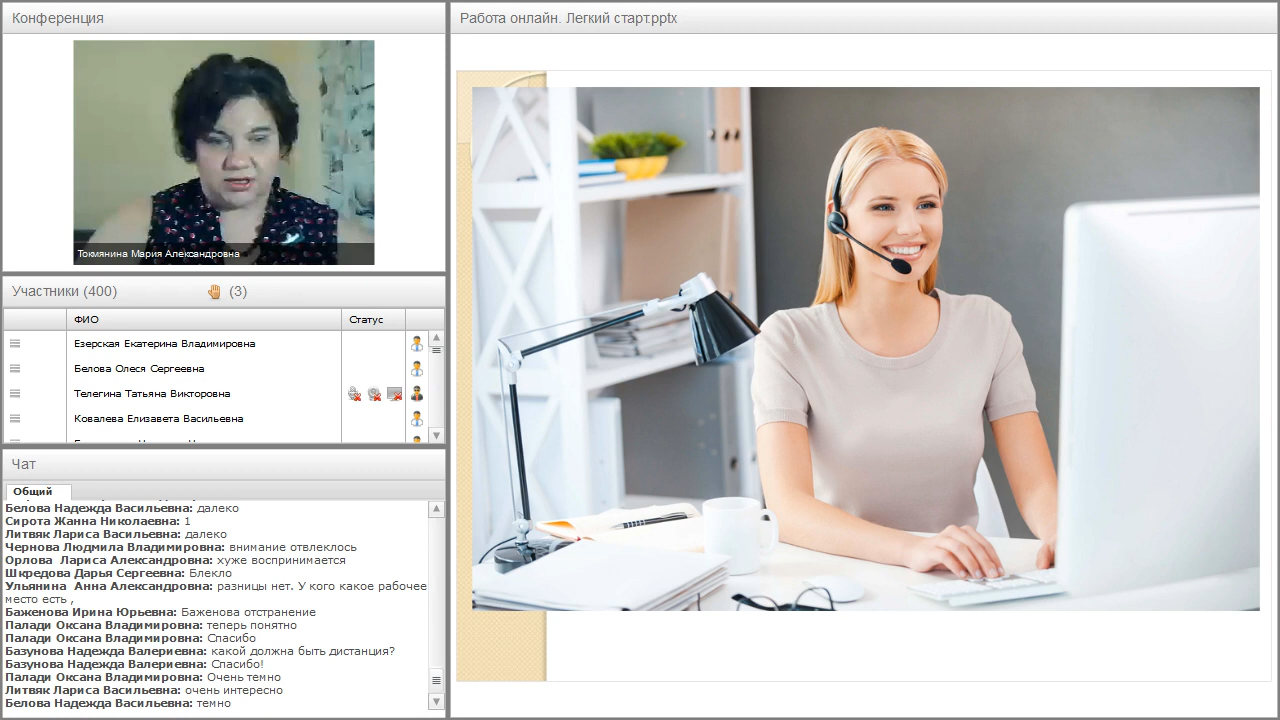 Конференция
Токмянина Мария Александровна
Участники (400) (3)
ФИО Статус
Езерская Екатерина Владимировна
Белова Олеся Сергеевна
Телегина Татьяна Викторовна
Ковалева Елизавета Васильевна
Чат
Общий
Белова Надежда Васильевна: далеко
Сирота Жанна Николаевна: 1
Литвяк Лариса Васильевна: далеко
Чернова Людмила Владимировна: внимание отвлеклось
Орлова Лариса Александровна: хуже воспринимается
Шкредова Дарья Сергеевна: Блекло
Ульянина Анна Александровна: разницы нет. У кого какое рабочее
место есть ,
Баженова Ирина Юрьевна: Баженова отстранение
Палади Оксана Владимировна: теперь понятно
Палади Оксана Владимировна: Спасибо
Базунова Надежда Валериевна: какой должна быть дистанция?
Базунова Надежда Валериевна: Спасибо!
Палади Оксана Владимировна: Очень темно
Литвяк Лариса Васильевна: очень интересно
Белова Надежда Васильевна: темно
Работа онлайн. Легкий старт.pptx